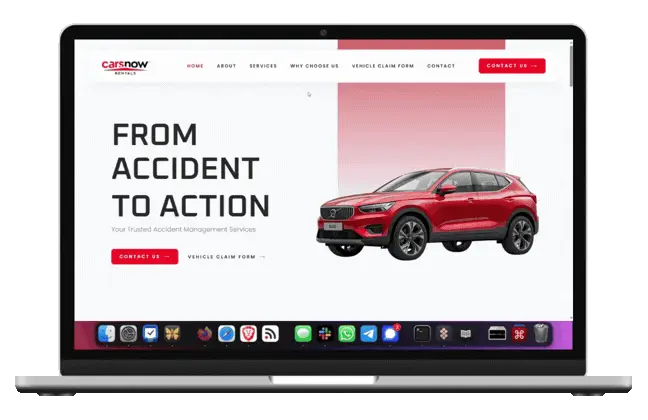 carsnow
RENTALS
HOME ABOUT SERVICES WHY CHOOSE US VEHICLE CLAIM FORM CONTACT CONTACT US →
FROM
ACCIDENT
TO ACTION
Your Trusted Accident Management Services
CONTACT US → VEHICLE CLAIM FORM →